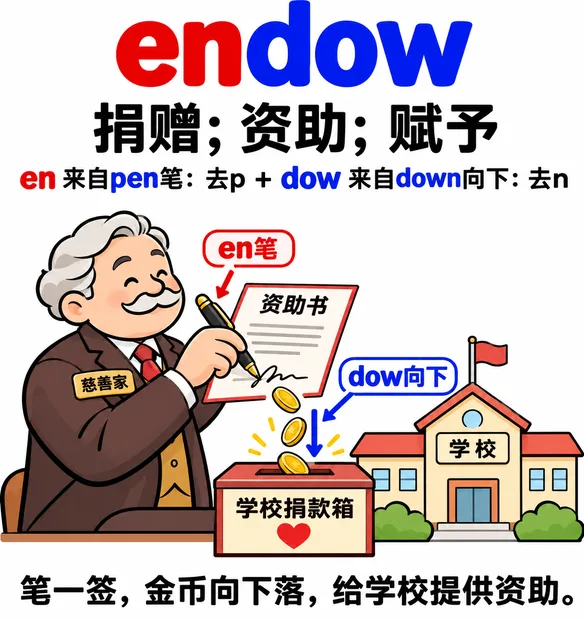 endow
捐赠；资助；赋予
en 来自pen笔：去p + dow 来自down向下：去n
en笔
资助书
慈善家
dow向下
学校
学校捐款箱
笔一签，金币向下落，给学校提供资助。